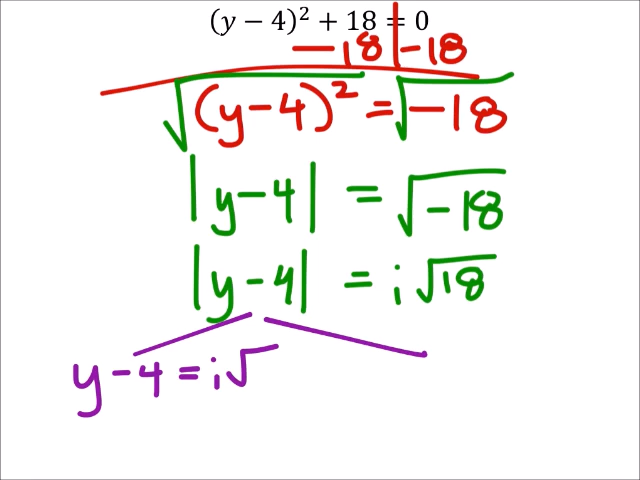 (y − 4)² + 18 = 0
−18 | −18
√(y−4)² = √−18
|y−4| = √−18
|y−4| = i√18
y−4 = i√